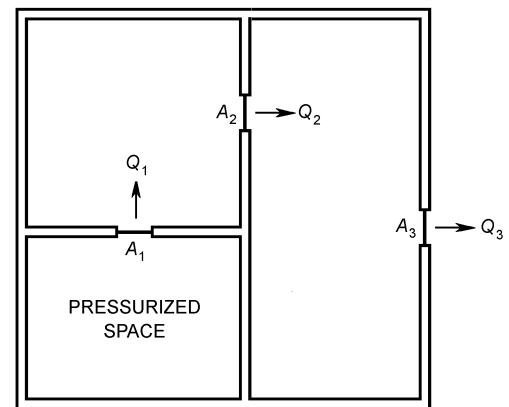 A₂
Q₂
Q₁
A₁
A₃
Q₃
PRESSURIZED
SPACE